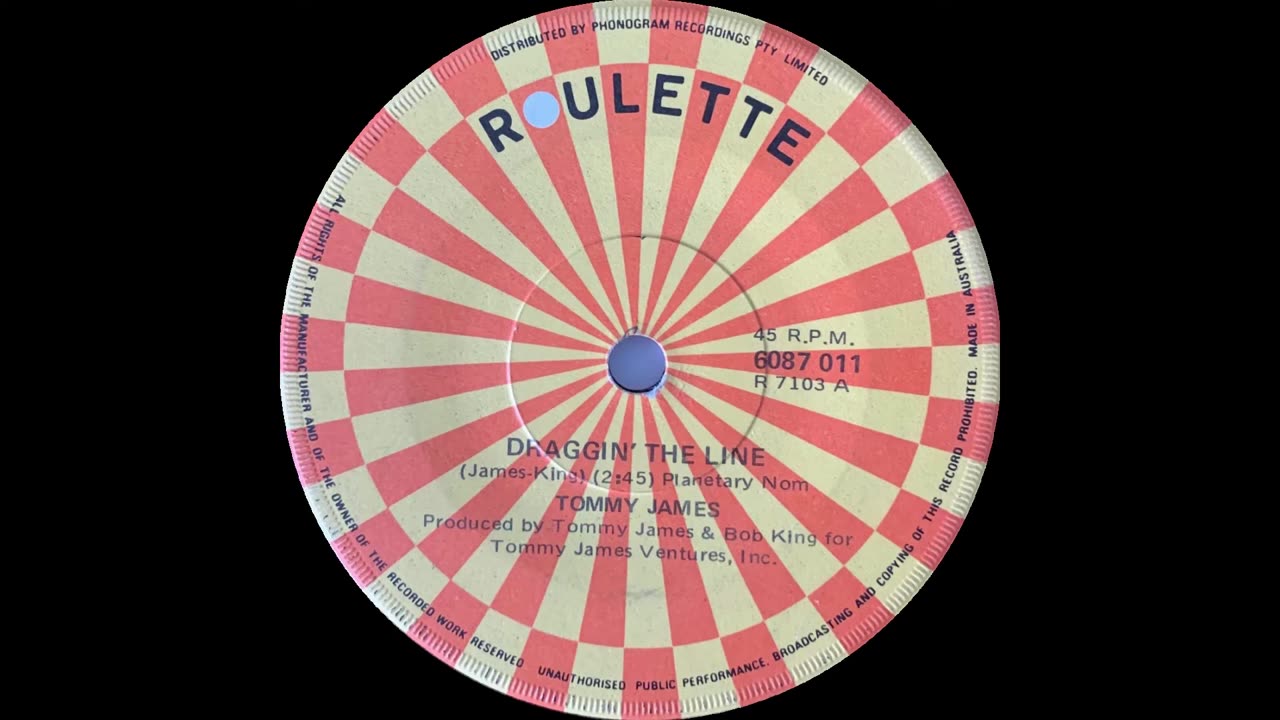 DISTRIBUTED BY PHONOGRAM RECORDINGS PTY LIMITED
ROULETTE
45 R.P.M.
6087 011
R 7103 A
DRAGGIN' THE LINE
(James-King) (2:45) Planetary Nom
TOMMY JAMES
Produced by Tommy James & Bob King for
Tommy James Ventures, Inc.
ALL RIGHTS OF THE MANUFACTURER AND OF THE OWNER OF THE RECORDED WORK RESERVED UNAUTHORISED PUBLIC PERFORMANCE, BROADCASTING AND COPYING OF THIS RECORD PROHIBITED. MADE IN AUSTRALIA